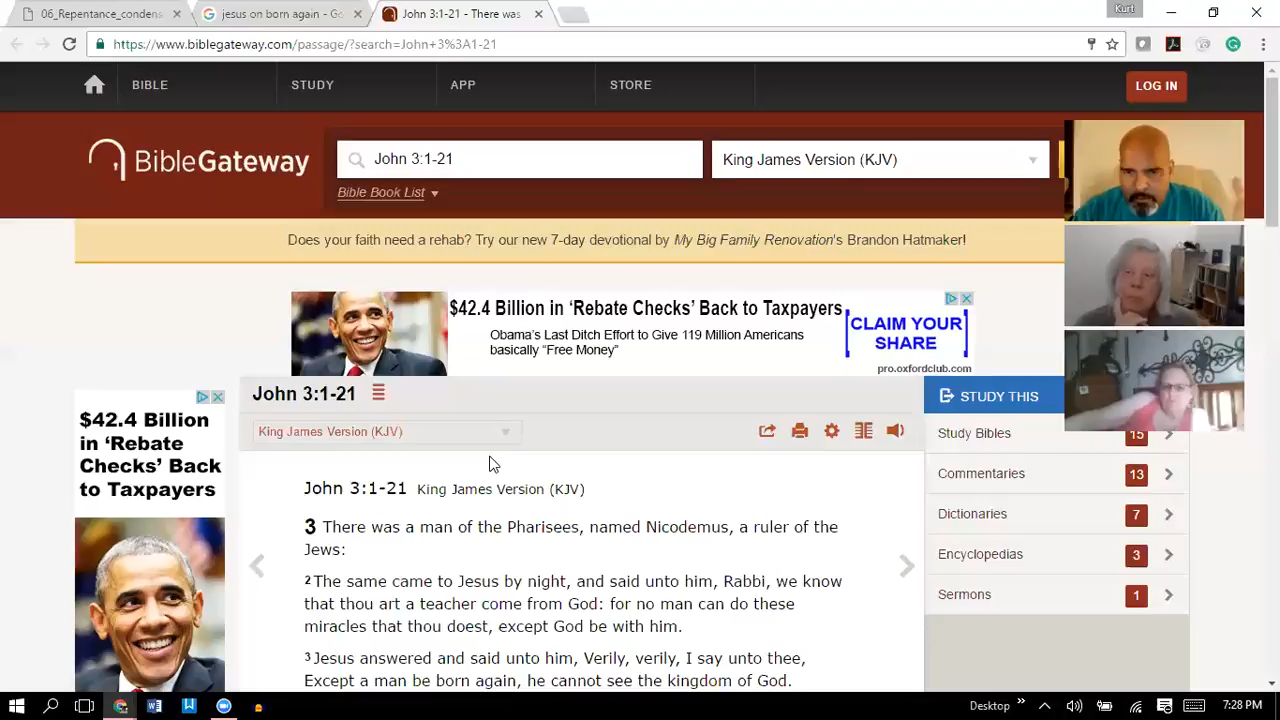 06_Repentance_condens
jesus on born again - Go
John 3:1-21 - There was
Kurt
https://www.biblegateway.com/passage/?search=John+3%3A1-21
BIBLE
STUDY
APP
STORE
LOG IN
BibleGateway
John 3:1-21
King James Version (KJV)
Bible Book List
Does your faith need a rehab? Try our new 7-day devotional by My Big Family Renovation's Brandon Hatmaker!
$42.4 Billion in 'Rebate Checks' Back to Taxpayers
Obama's Last Ditch Effort to Give 119 Million Americans
basically "Free Money"
CLAIM YOUR
SHARE
pro.oxfordclub.com
$42.4 Billion
in 'Rebate
Checks' Back
to Taxpayers
John 3:1-21
King James Version (KJV)
STUDY THIS
Study Bibles 15
Commentaries 13
Dictionaries 7
Encyclopedias 3
Sermons 1
John 3:1-21 King James Version (KJV)
3 There was a man of the Pharisees, named Nicodemus, a ruler of the
Jews:
2 The same came to Jesus by night, and said unto him, Rabbi, we know
that thou art a teacher come from God: for no man can do these
miracles that thou doest, except God be with him.
3 Jesus answered and said unto him, Verily, verily, I say unto thee,
Except a man be born again, he cannot see the kingdom of God.
Desktop
7:28 PM